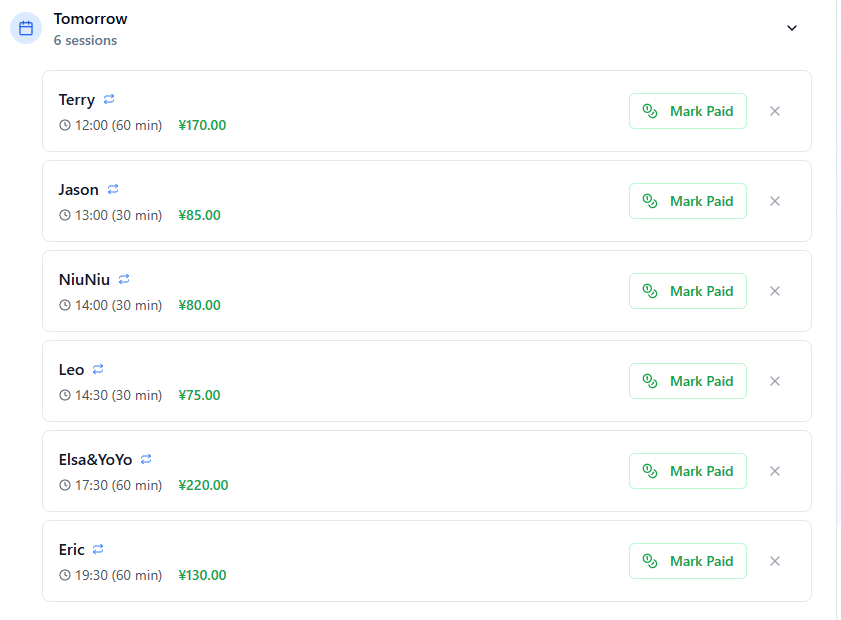 Tomorrow
6 sessions
Terry
12:00 (60 min) ¥170.00
Mark Paid
Jason
13:00 (30 min) ¥85.00
Mark Paid
NiuNiu
14:00 (30 min) ¥80.00
Mark Paid
Leo
14:30 (30 min) ¥75.00
Mark Paid
Elsa&YoYo
17:30 (60 min) ¥220.00
Mark Paid
Eric
19:30 (60 min) ¥130.00
Mark Paid